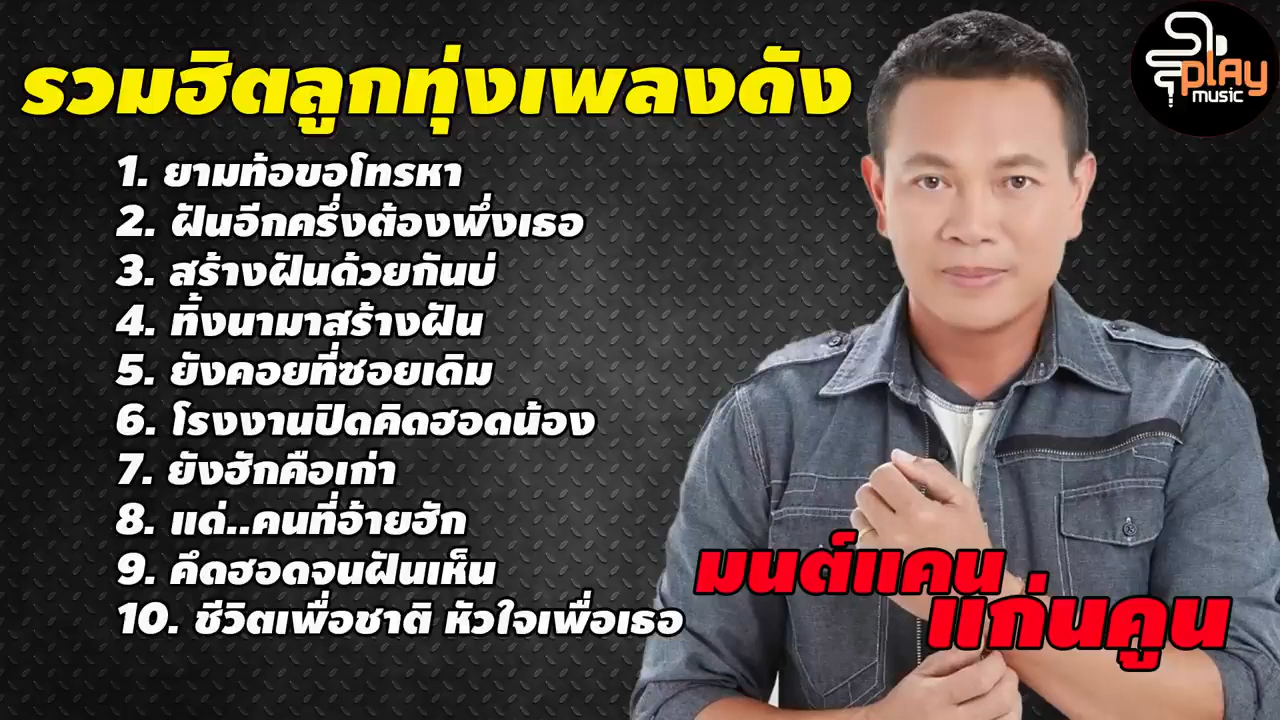 รวมฮิตลูกทุ่งเพลงดัง
play
music
1. ยามท้อขอโทรหา
2. ฝันอีกครึ่งต้องพึ่งเธอ
3. สร้างฝันด้วยกันบ่
4. ทิ้งนามาสร้างฝัน
5. ยังคอยที่ซอยเดิม
6. โรงงานปิดคิดฮอดน้อง
7. ยังฮักคือเก่า
8. แด่..คนที่อ้ายฮัก
9. คึดฮอดจนฝันเห็น
10. ชีวิตเพื่อชาติ หัวใจเพื่อเธอ
มนต์แคน
แก่นคูน